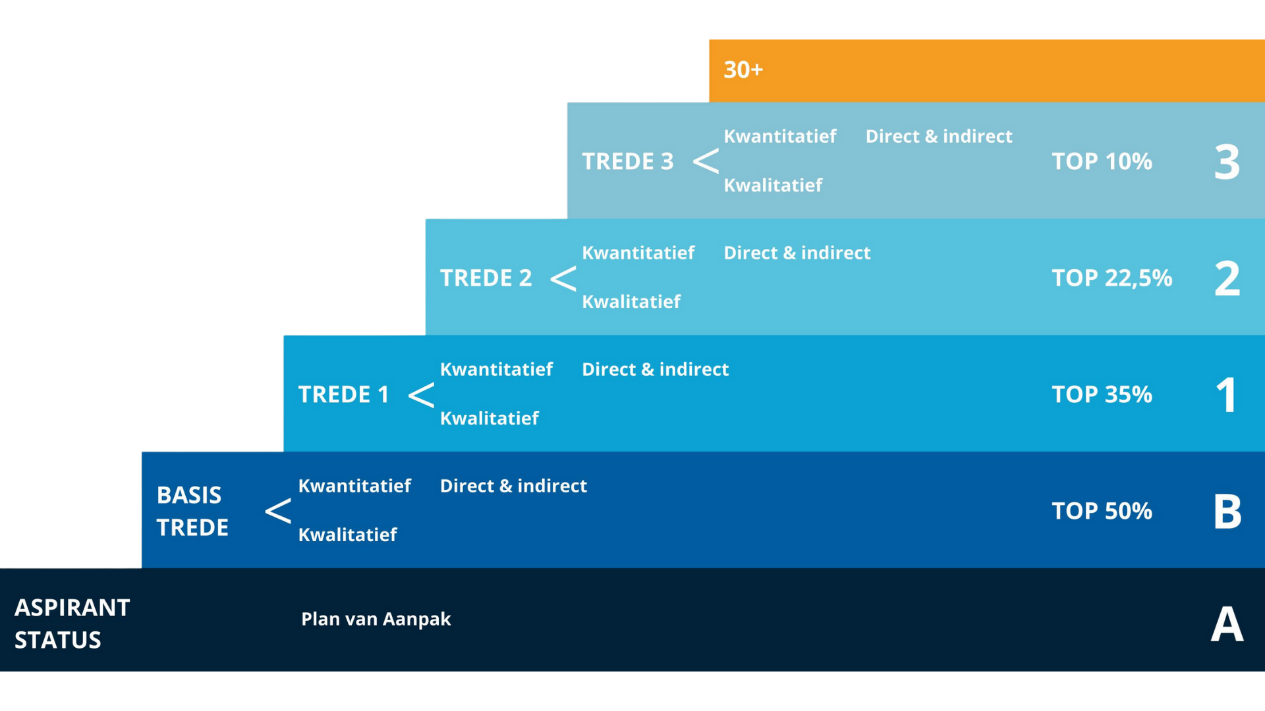 30+
Kwantitatief Direct & indirect
TREDE 3 < TOP 10% 3
Kwalitatief
Kwantitatief Direct & indirect
TREDE 2 < TOP 22,5% 2
Kwalitatief
Kwantitatief Direct & indirect
TREDE 1 < TOP 35% 1
Kwalitatief
Kwantitatief Direct & indirect
BASIS
TREDE < TOP 50% B
Kwalitatief
ASPIRANT
STATUS
Plan van Aanpak A